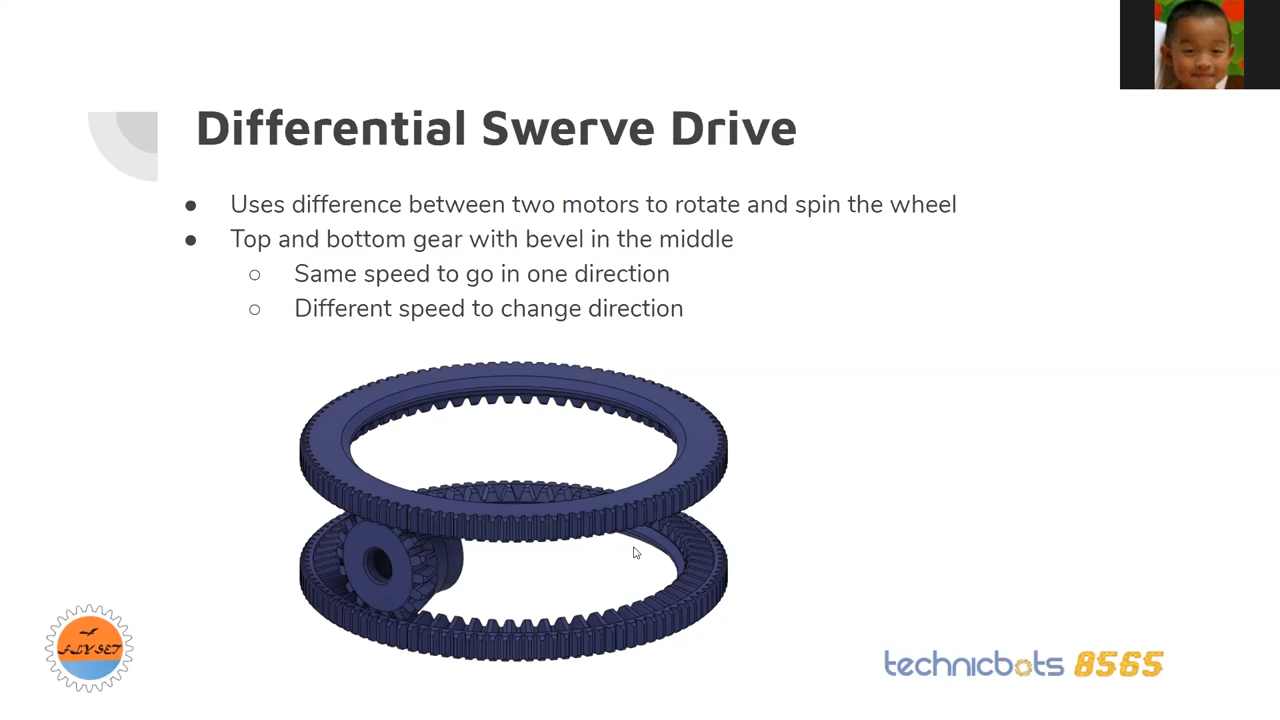 Differential Swerve Drive
● Uses difference between two motors to rotate and spin the wheel
● Top and bottom gear with bevel in the middle
○ Same speed to go in one direction
○ Different speed to change direction
FLYSET
technicbots 8565